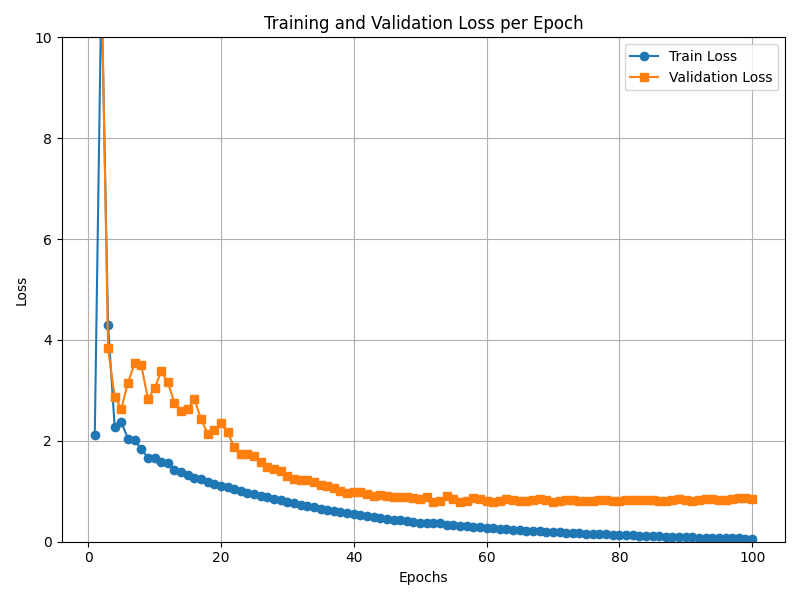 Training and Validation Loss per Epoch
Train Loss
Validation Loss
10
8
6
4
2
0
Loss
0 20 40 60 80 100
Epochs